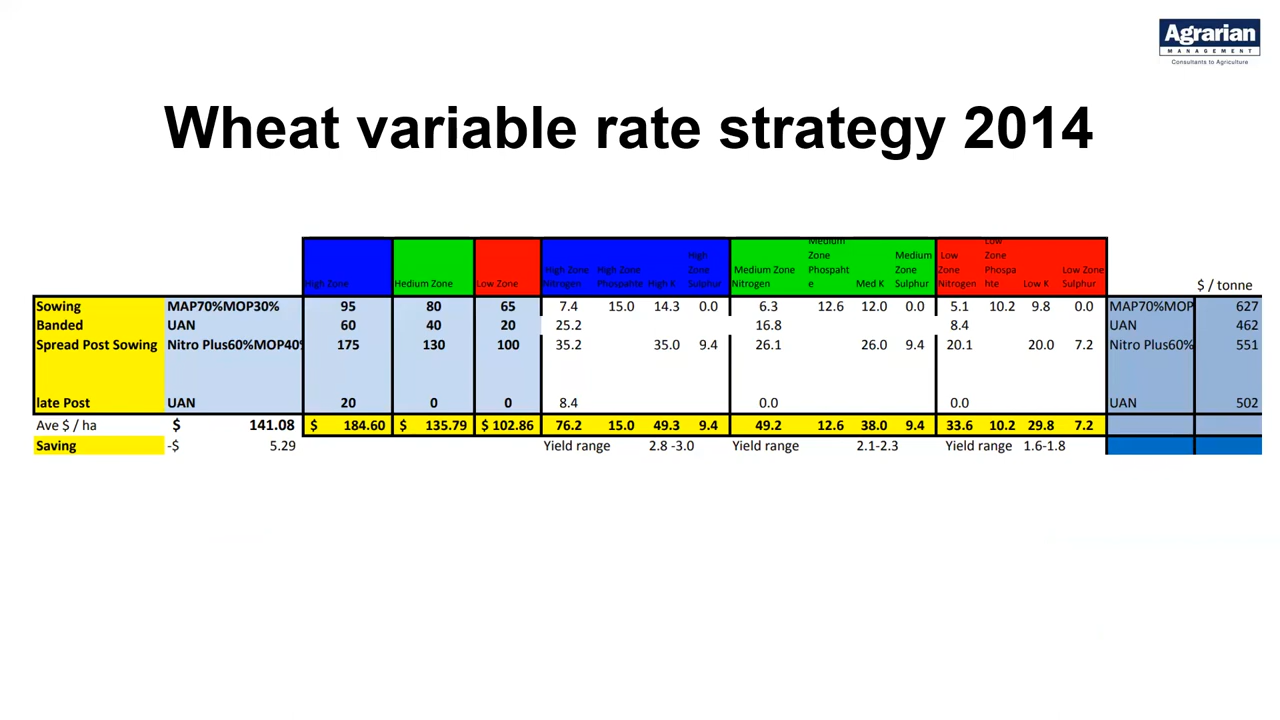 Agrarian
MANAGEMENT
Consultants to Agriculture
Wheat variable rate strategy 2014
High Zone Hedium Zone Low Zone High Zone Nitrogen High Zone Phospahte High K High Zone Sulphur Medium Zone Nitrogen Medium Zone Phospaht e Med K Medium Zone Sulphur Low Zone Nitrogen Low Zone Phospa hte Low K Low Zone Sulphur $ / tonne
Sowing MAP70%MOP30% 95 80 65 7.4 15.0 14.3 0.0 6.3 12.6 12.0 0.0 5.1 10.2 9.8 0.0 MAP70%MOP 627
Banded UAN 60 40 20 25.2 16.8 8.4 UAN 462
Spread Post Sowing Nitro Plus60%MOP40% 175 130 100 35.2 35.0 9.4 26.1 26.0 9.4 20.1 20.0 7.2 Nitro Plus60% 551
late Post UAN 20 0 0 8.4 0.0 0.0 UAN 502
Ave $ / ha $ 141.08 $ 184.60 $ 135.79 $ 102.86 76.2 15.0 49.3 9.4 49.2 12.6 38.0 9.4 33.6 10.2 29.8 7.2
Saving -$ 5.29 Yield range 2.8 -3.0 Yield range 2.1-2.3 Yield range 1.6-1.8